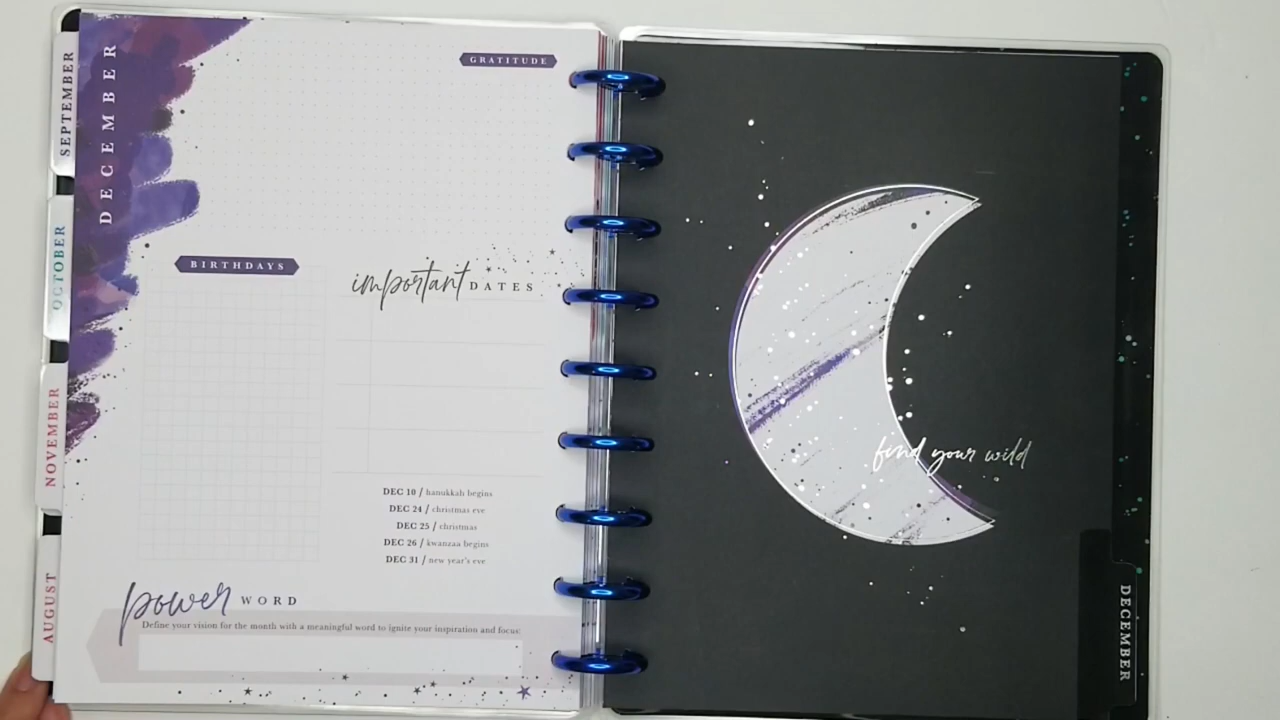 SEPTEMBER
OCTOBER
NOVEMBER
AUGUST
DECEMBER
GRATITUDE
BIRTHDAYS
important DATES
DEC 10 / hanukkah begins
DEC 24 / christmas eve
DEC 25 / christmas
DEC 26 / kwanzaa begins
DEC 31 / new year's eve
power WORD
Define your vision for the month with a meaningful word to ignite your inspiration and focus:
find your wild
DECEMBER